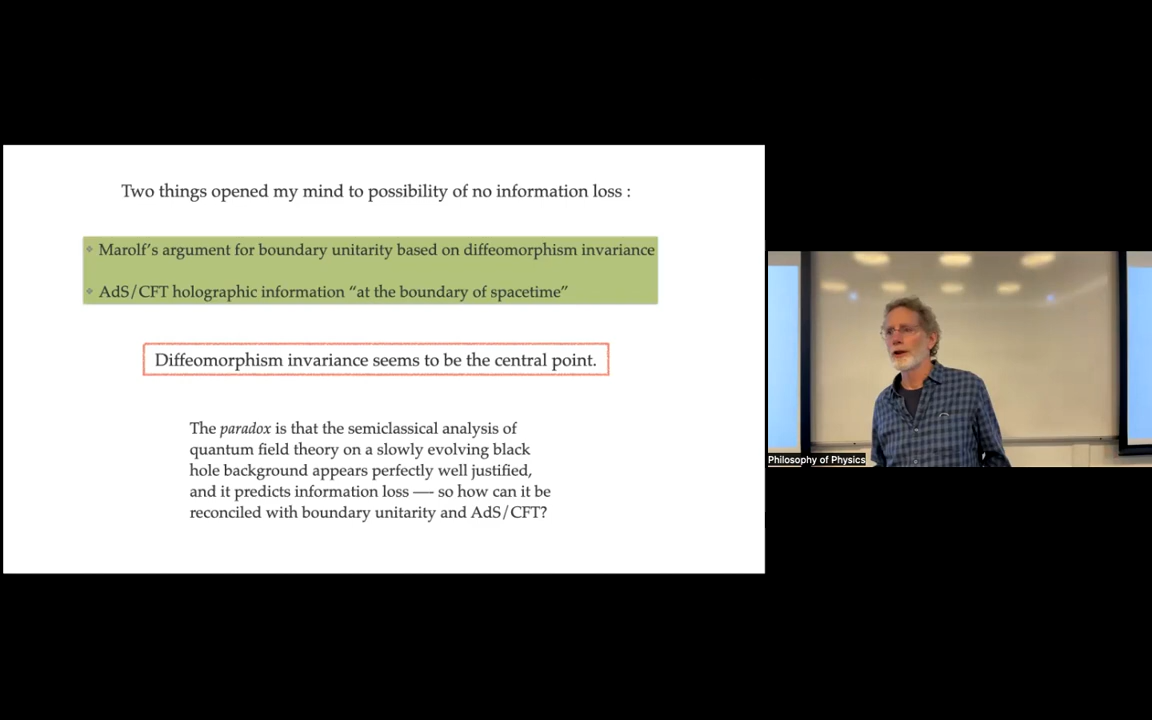 Two things opened my mind to possibility of no information loss :
Marolf's argument for boundary unitarity based on diffeomorphism invariance
AdS/CFT holographic information “at the boundary of spacetime”
Diffeomorphism invariance seems to be the central point.
The paradox is that the semiclassical analysis of
quantum field theory on a slowly evolving black
hole background appears perfectly well justified,
and it predicts information loss —- so how can it be
reconciled with boundary unitarity and AdS/CFT?
Philosophy of Physics